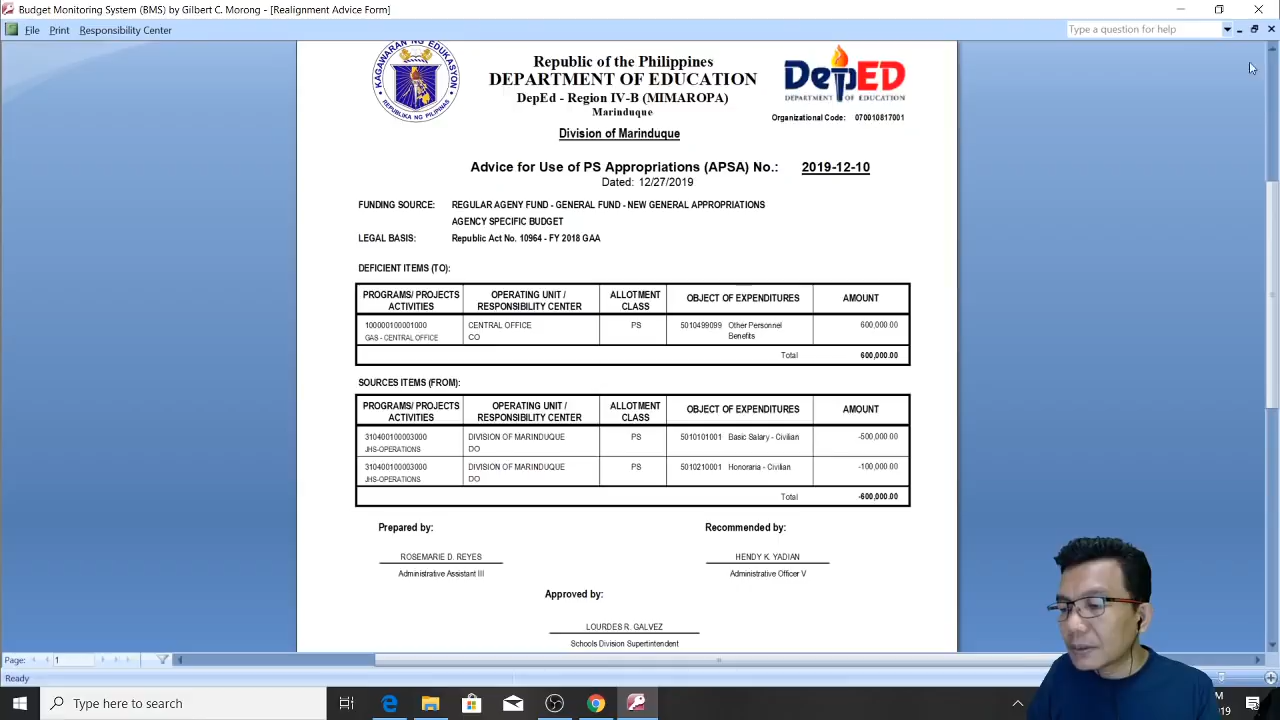 Budget Monitoring System (BMS) by Gilbert C. Morong - [Realignment Advice Form]
File Print Responsibility Center Type a question for help
KAGAWARAN NG EDUKASYON
REPUBLIKA NG PILIPINAS
Republic of the Philippines
DEPARTMENT OF EDUCATION
DepEd - Region IV-B (MIMAROPA)
Marinduque
Division of Marinduque
DepED
DEPARTMENT OF EDUCATION
Organizational Code: 070010817001
Advice for Use of PS Appropriations (APSA) No.: 2019-12-10
Dated: 12/27/2019
FUNDING SOURCE: REGULAR AGENY FUND - GENERAL FUND - NEW GENERAL APPROPRIATIONS
AGENCY SPECIFIC BUDGET
LEGAL BASIS: Republic Act No. 10964 - FY 2018 GAA
DEFICIENT ITEMS (TO):
PROGRAMS/ PROJECTS OPERATING UNIT / ALLOTMENT OBJECT OF EXPENDITURES AMOUNT
ACTIVITIES RESPONSIBILITY CENTER CLASS
100000100001000 CENTRAL OFFICE PS 5010499099 Other Personnel 600,000.00
GAS - CENTRAL OFFICE CO Benefits
Total 600,000.00
SOURCES ITEMS (FROM):
PROGRAMS/ PROJECTS OPERATING UNIT / ALLOTMENT OBJECT OF EXPENDITURES AMOUNT
ACTIVITIES RESPONSIBILITY CENTER CLASS
310400100003000 DIVISION OF MARINDUQUE PS 5010101001 Basic Salary - Civilian -500,000.00
JHS-OPERATIONS DO
310400100003000 DIVISION OF MARINDUQUE PS 5010210001 Honoraria - Civilian -100,000.00
JHS-OPERATIONS DO
Total -600,000.00
Prepared by: Recommended by:
ROSEMARIE D. REYES HENDY K. YADIAN
Administrative Assistant III Administrative Officer V
Approved by:
LOURDES R. GALVEZ
Schools Division Supertintendent
Page: 1
Ready
Type here to search